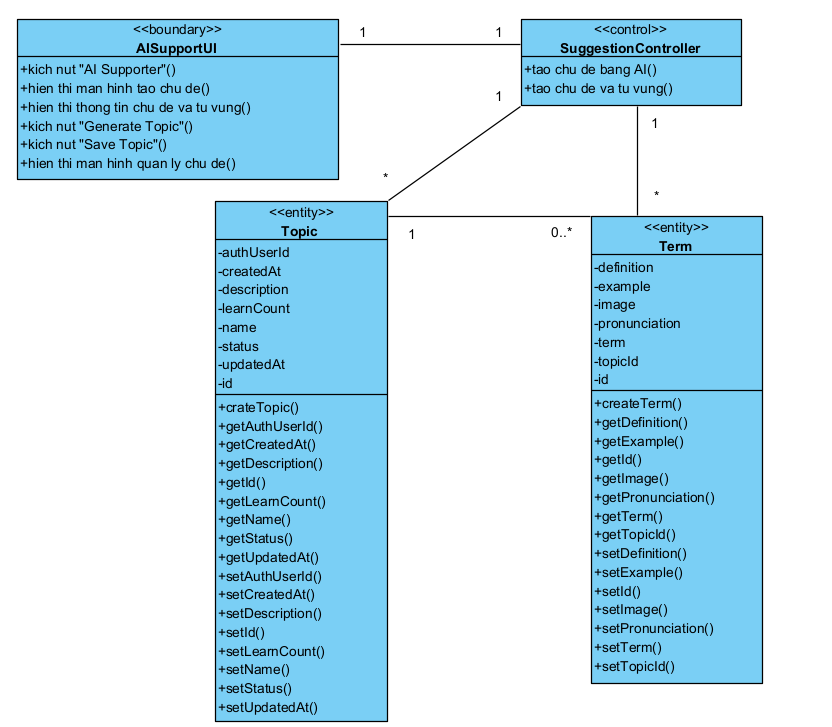 <<boundary>>
AISupportUI
+kich nut "AI Supporter"()
+hien thi man hinh tao chu de()
+hien thi thong tin chu de va tu vung()
+kich nut "Generate Topic"()
+kich nut "Save Topic"()
+hien thi man hinh quan ly chu de()
1
1
<<control>>
SuggestionController
+tao chu de bang AI()
+tao chu de va tu vung()
1
*
1
*
<<entity>>
Topic
-authUserId
-createdAt
-description
-learnCount
-name
-status
-updatedAt
-id
+crateTopic()
+getAuthUserId()
+getCreatedAt()
+getDescription()
+getId()
+getLearnCount()
+getName()
+getStatus()
+getUpdatedAt()
+setAuthUserId()
+setCreatedAt()
+setDescription()
+setId()
+setLearnCount()
+setName()
+setStatus()
+setUpdatedAt()
1
0..*
<<entity>>
Term
-definition
-example
-image
-pronunciation
-term
-topicId
-id
+createTerm()
+getDefinition()
+getExample()
+getId()
+getImage()
+getPronunciation()
+getTerm()
+getTopicId()
+setDefinition()
+setExample()
+setId()
+setImage()
+setPronunciation()
+setTerm()
+setTopicId()